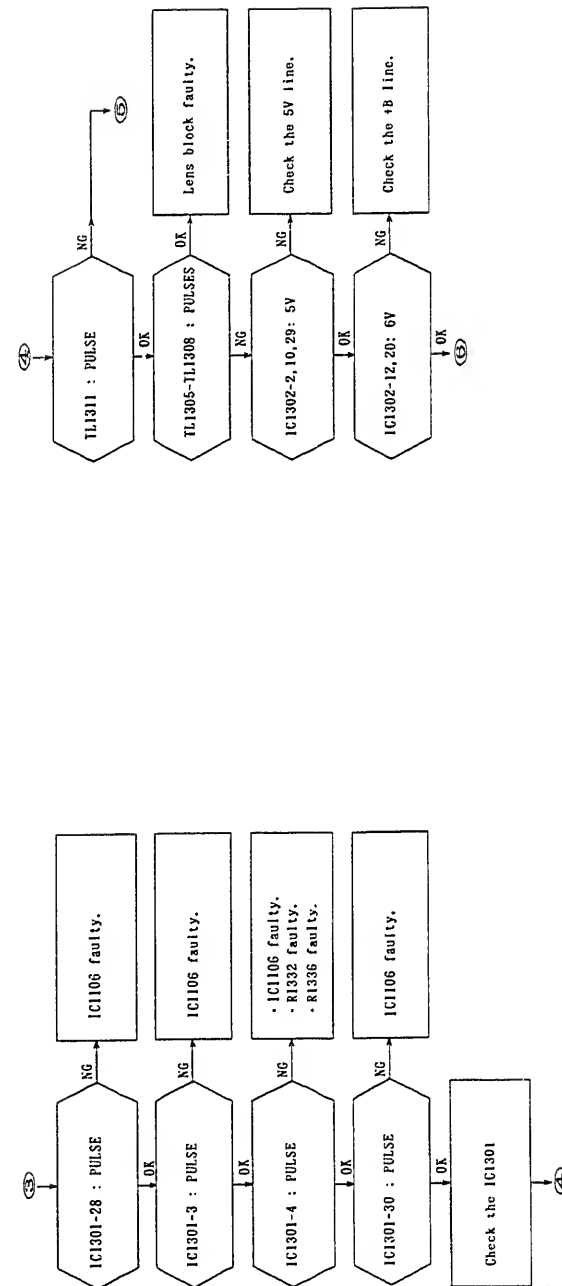 ③
IC1301-28 : PULSE
NG
IC1106 faulty.
OK
IC1301-3 : PULSE
NG
IC1106 faulty.
OK
IC1301-4 : PULSE
NG
· IC1106 faulty.
· R1332 faulty.
· R1336 faulty.
OK
IC1301-30 : PULSE
NG
IC1106 faulty.
OK
Check the IC1301
④
④
TL1311 : PULSE
NG
⑤
OK
TL1305-TL1308 : PULSES
OK
Lens block faulty.
NG
IC1302-2,10,29: 5V
NG
Check the 5V line.
OK
IC1302-12,20: 6V
NG
Check the +B line.
OK
⑥